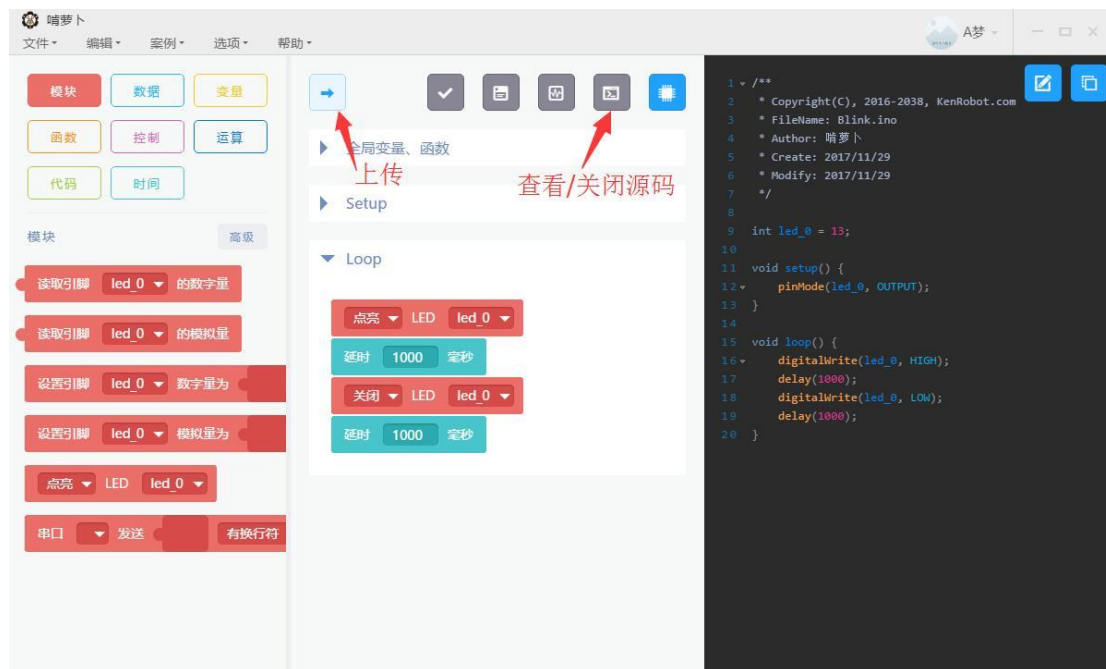 啃萝卜
文件 编辑 案例 选项 帮助
A梦
模块 数据 变量
函数 控制 运算
代码 时间
模块 高级
读取引脚 led_0 的数字量
读取引脚 led_0 的模拟量
设置引脚 led_0 数字量为
设置引脚 led_0 模拟量为
点亮 LED led_0
串口 发送 有换行符
上传
查看/关闭源码
全局变量、函数
Setup
Loop
点亮 LED led_0
延时 1000 毫秒
关闭 LED led_0
延时 1000 毫秒
1 /**
2 * Copyright(C), 2016-2038, KenRobot.com
3 * FileName: Blink.ino
4 * Author: 啃萝卜
5 * Create: 2017/11/29
6 * Modify: 2017/11/29
7 */
8
9 int led_0 = 13;
10
11 void setup() {
12 pinMode(led_0, OUTPUT);
13 }
14
15 void loop() {
16 digitalWrite(led_0, HIGH);
17 delay(1000);
18 digitalWrite(led_0, LOW);
19 delay(1000);
20 }